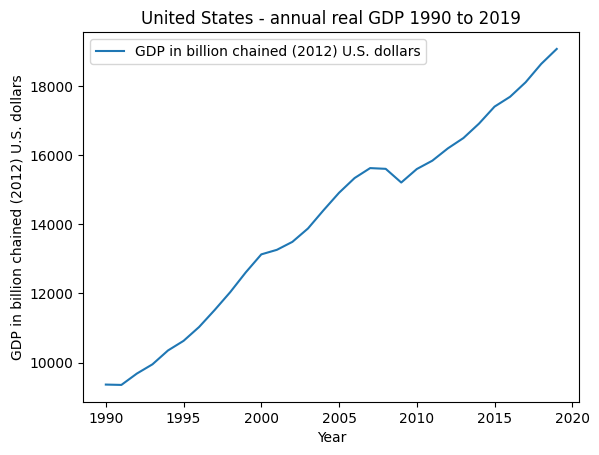 United States - annual real GDP 1990 to 2019
GDP in billion chained (2012) U.S. dollars
GDP in billion chained (2012) U.S. dollars
18000
16000
14000
12000
10000
1990 1995 2000 2005 2010 2015 2020
Year